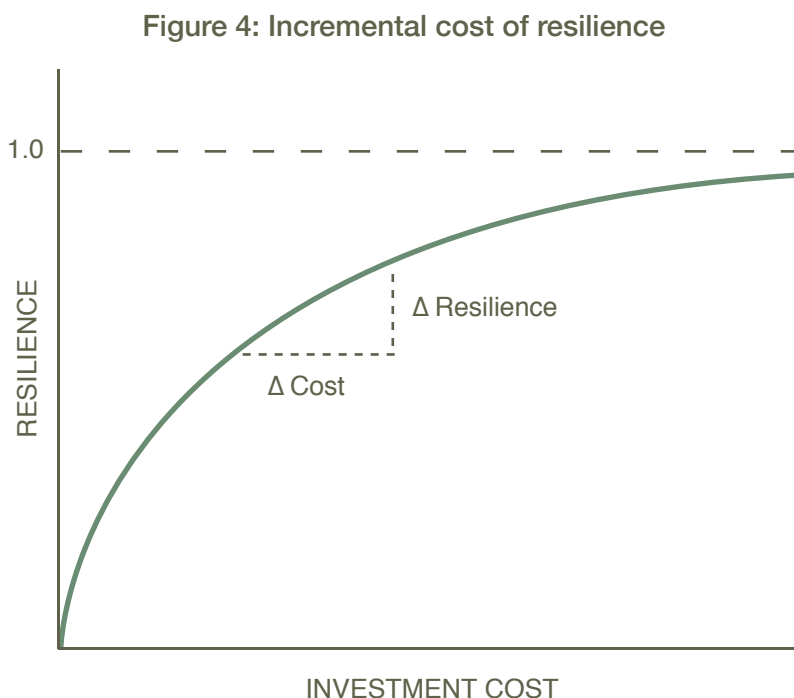 Figure 4: Incremental cost of resilience
1.0
RESILIENCE
Δ Resilience
Δ Cost
INVESTMENT COST